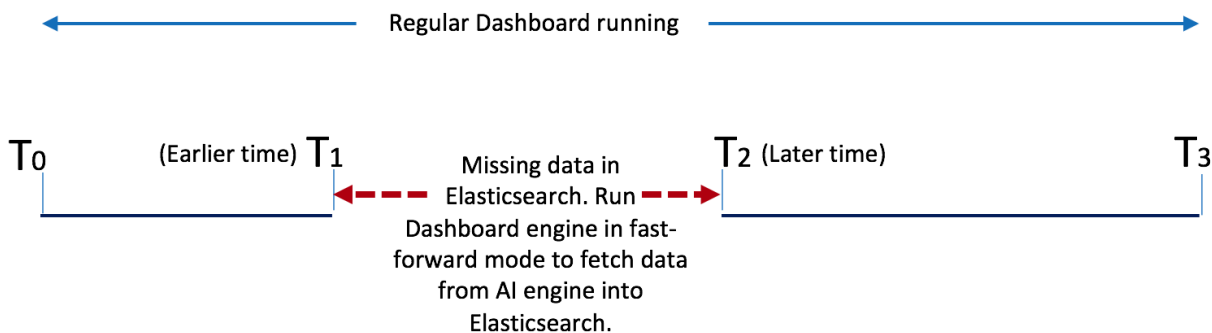 Regular Dashboard running
T0
(Earlier time) T1
Missing data in
Elasticsearch. Run
Dashboard engine in fast-
forward mode to fetch data
from AI engine into
Elasticsearch.
T2 (Later time)
T3